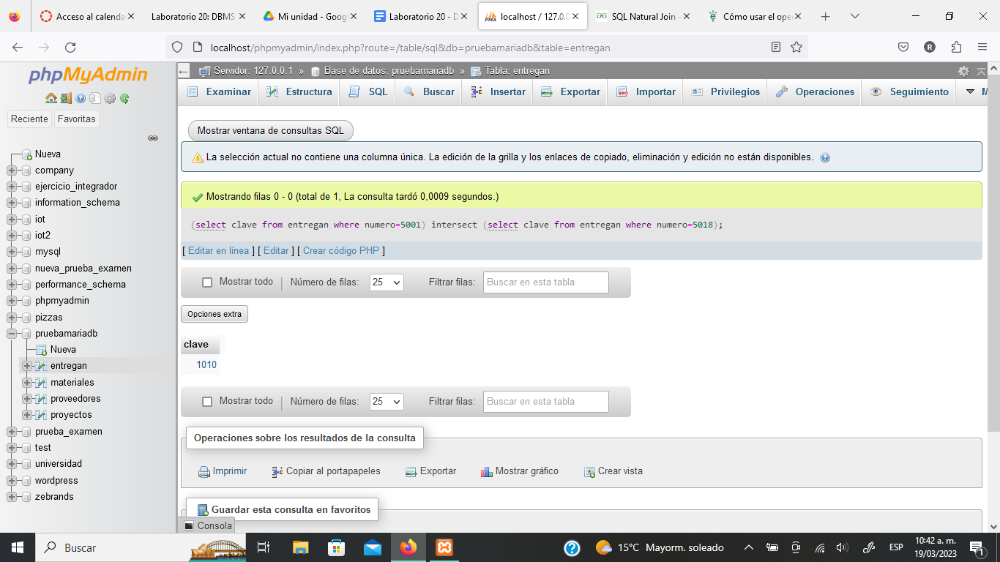 Acceso al calenda
Laboratorio 20: DBMS
Mi unidad - Googl
Laboratorio 20 - D
localhost / 127.0.0
SQL Natural Join -
Cómo usar el ope
localhost/phpmyadmin/index.php?route=/table/sql&db=pruebamariadb&table=entregan
phpMyAdmin
Reciente
Favoritas
Nueva
company
ejercicio_integrador
information_schema
iot
iot2
mysql
nueva_prueba_examen
performance_schema
phpmyadmin
pizzas
pruebamariadb
Nueva
entregan
materiales
proveedores
proyectos
prueba_examen
test
universidad
wordpress
zebrands
Servidor: 127.0.0.1 » Base de datos: pruebamariadb » Tabla: entregan
Examinar
Estructura
SQL
Buscar
Insertar
Exportar
Importar
Privilegios
Operaciones
Seguimiento
M
Mostrar ventana de consultas SQL
La selección actual no contiene una columna única. La edición de la grilla y los enlaces de copiado, eliminación y edición no están disponibles.
Mostrando filas 0 - 0 (total de 1, La consulta tardó 0,0009 segundos.)
(select clave from entregan where numero=5001) intersect (select clave from entregan where numero=5018);
[ Editar en línea ] [ Editar ] [ Crear código PHP ]
Mostrar todo | Número de filas: 25 Filtrar filas: Buscar en esta tabla
Opciones extra
clave
1010
Mostrar todo | Número de filas: 25 Filtrar filas: Buscar en esta tabla
Operaciones sobre los resultados de la consulta
Imprimir
Copiar al portapapeles
Exportar
Mostrar gráfico
Crear vista
Guardar esta consulta en favoritos
Consola
Buscar
15°C Mayorm. soleado
ESP
10:42 a. m.
19/03/2023
1